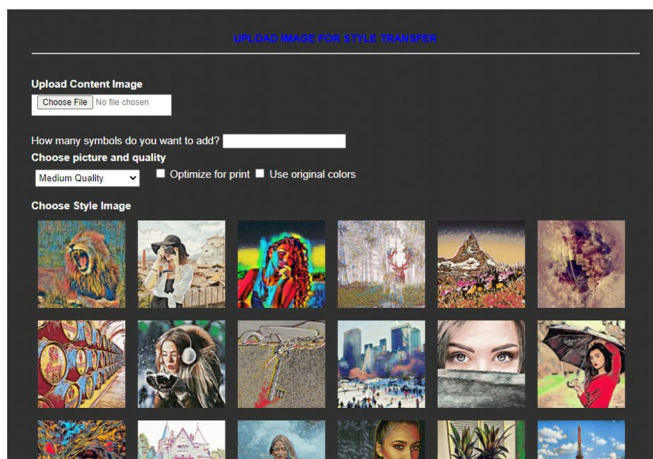 UPLOAD IMAGE FOR STYLE TRANSFER
Upload Content Image
Choose File No file chosen
How many symbols do you want to add?
Choose picture and quality
Medium Quality Optimize for print Use original colors
Choose Style Image